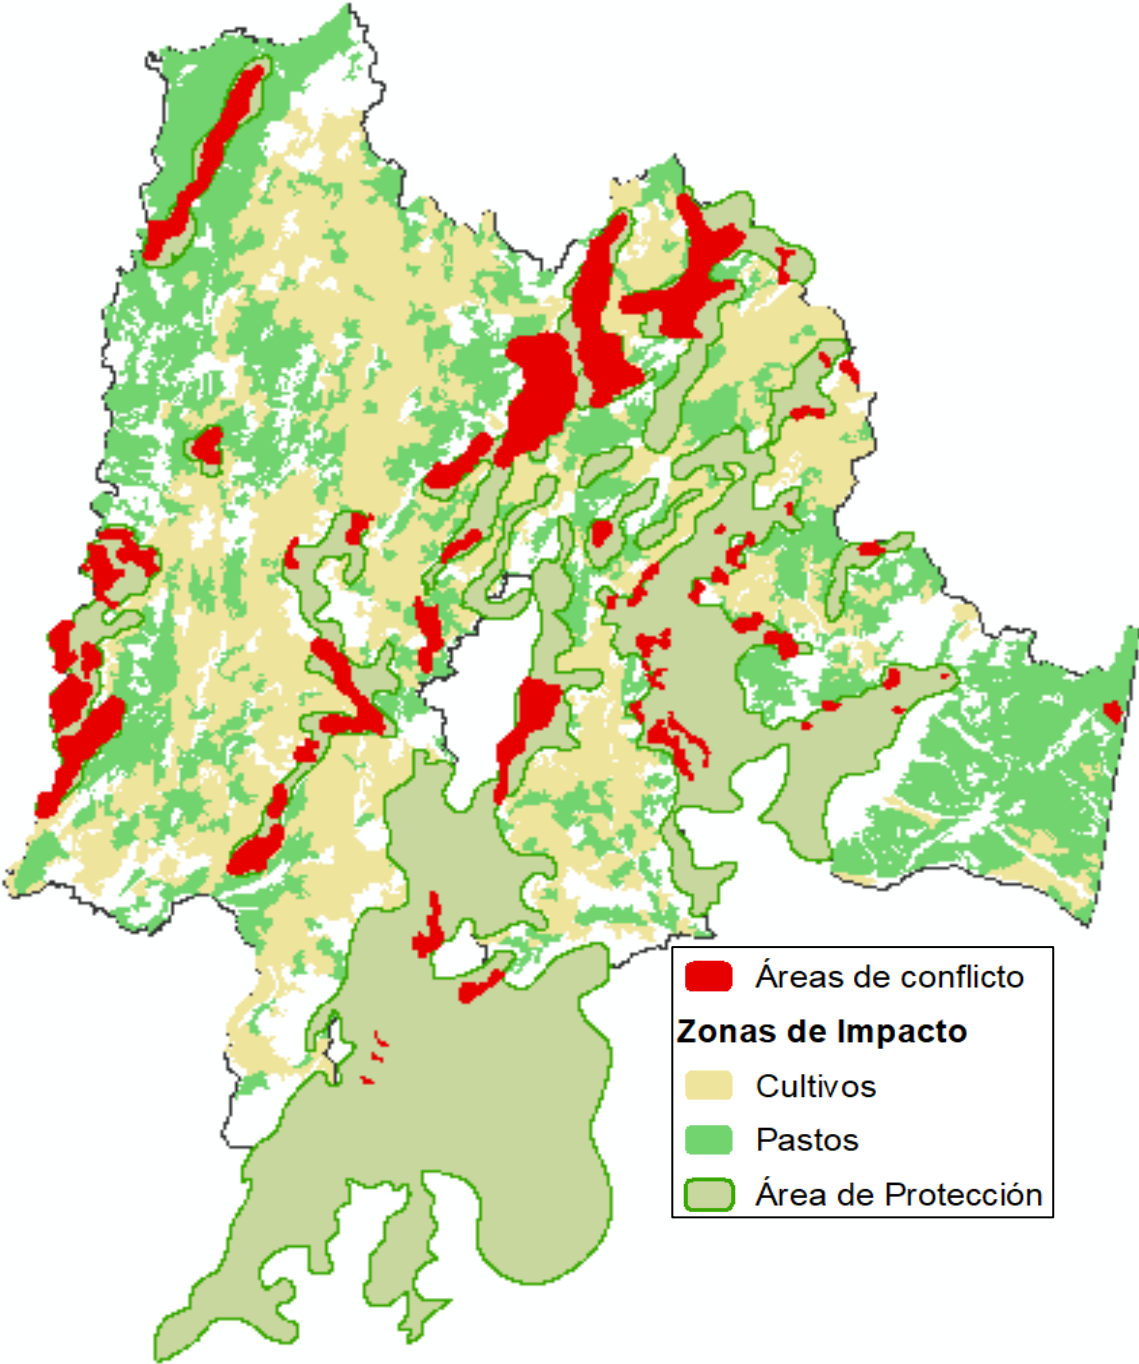 Áreas de conflicto
Zonas de Impacto
Cultivos
Pastos
Área de Protección